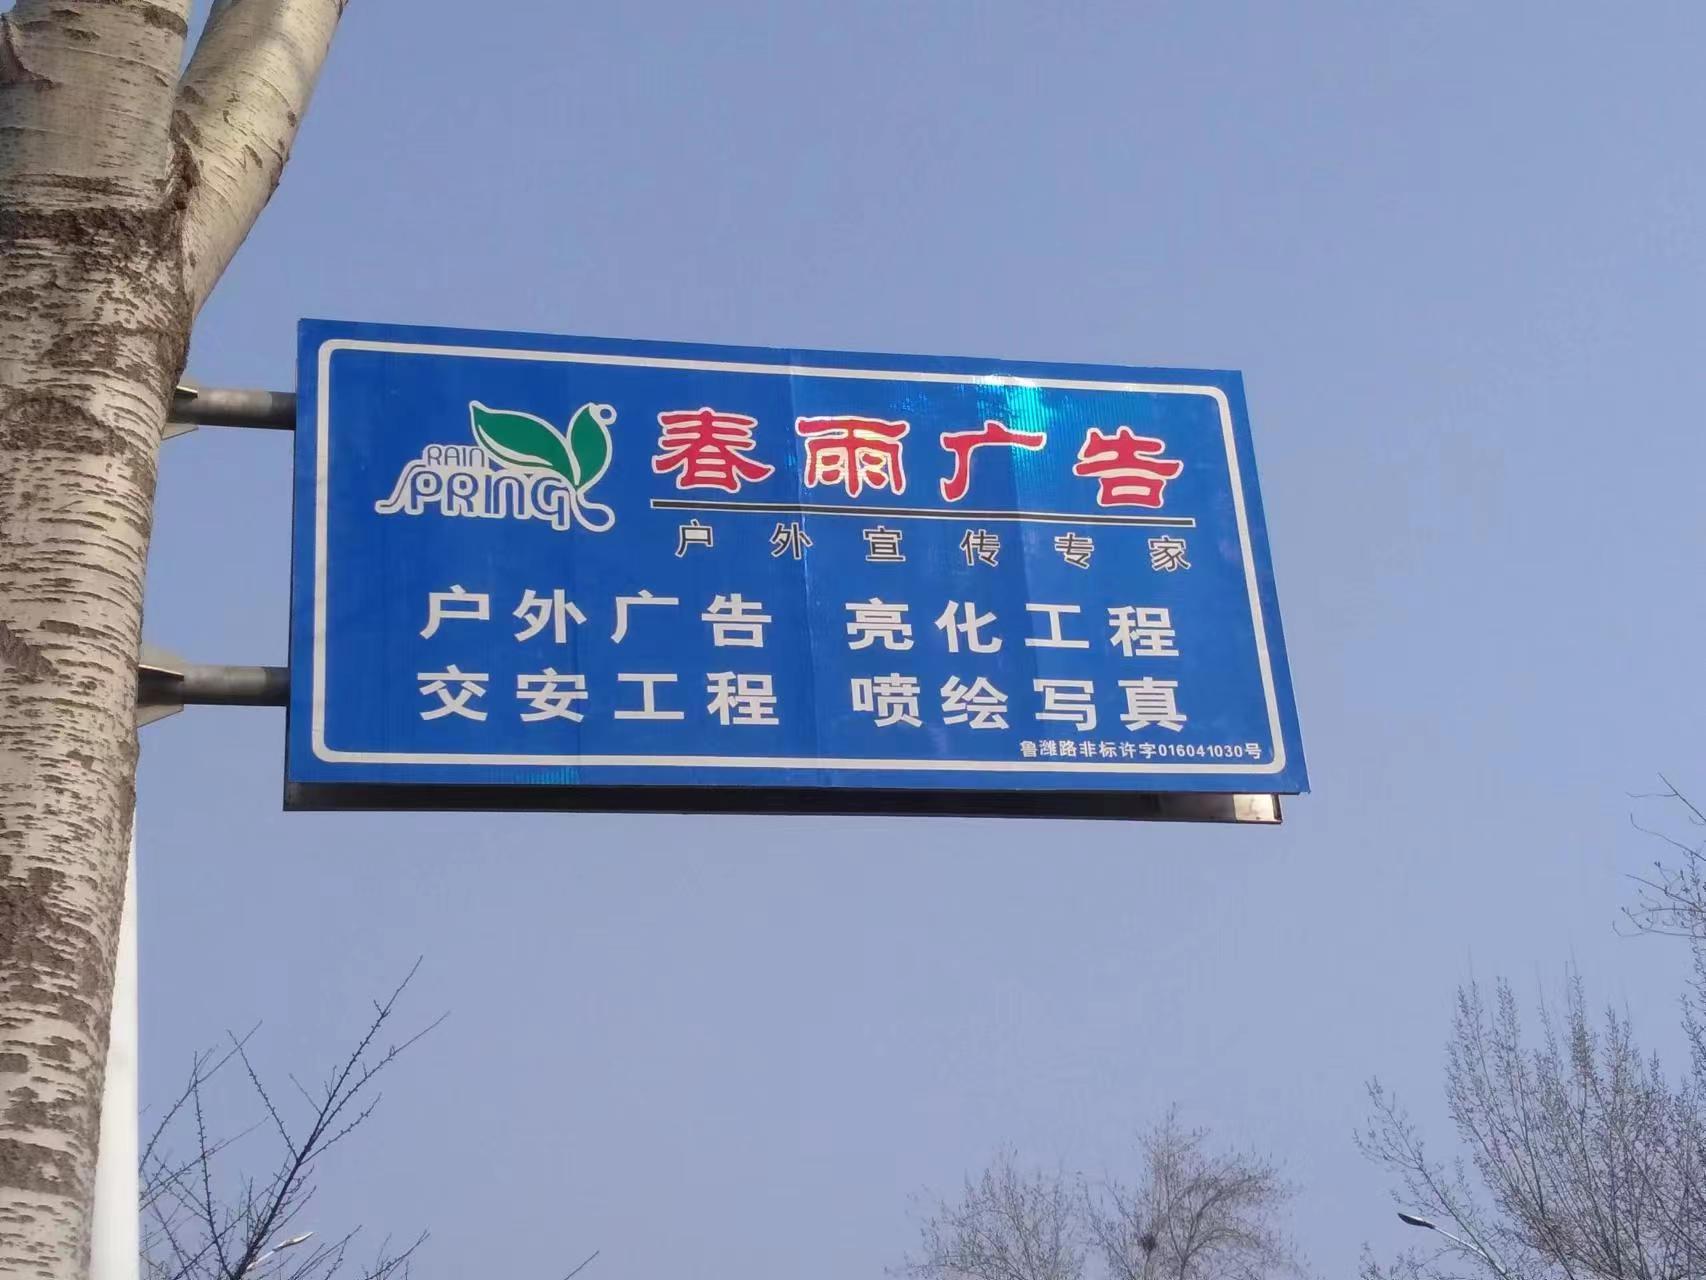 RAIN
SPRING
春雨广告
户外宣传专家
户外广告 亮化工程
交安工程 喷绘写真
鲁潍路非标许字016041030号